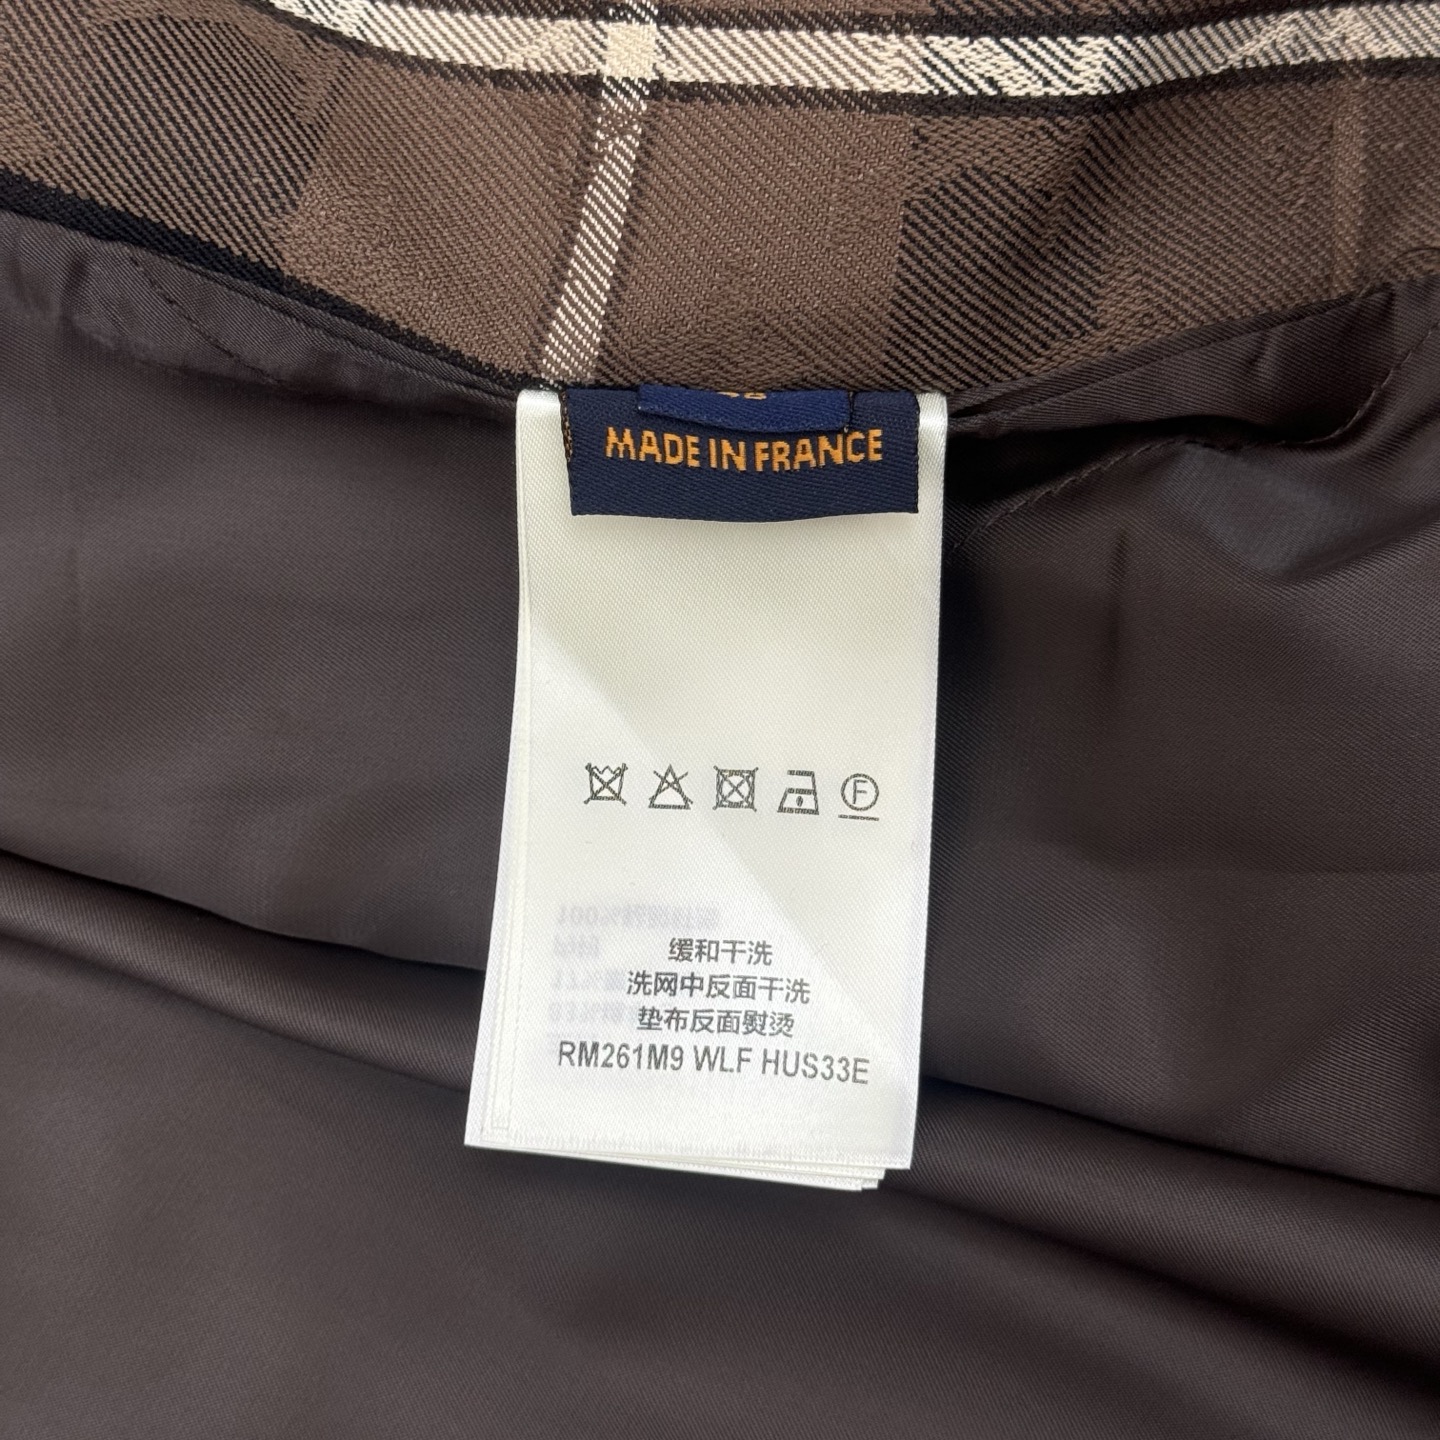 MADE IN FRANCE
F
缓和干洗
洗网中反面干洗
垫布反面熨烫
RM261M9 WLF HUS33E